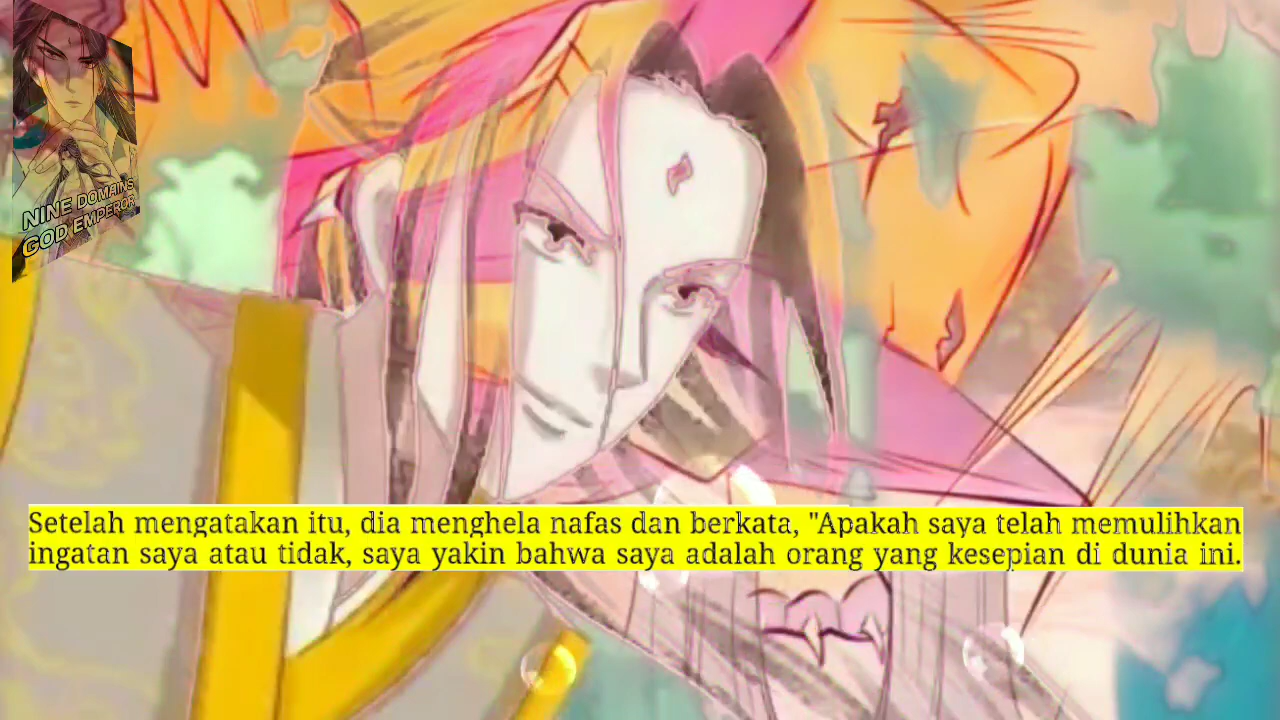 NINE DOMAINS
GOD EMPEROR
Setelah mengatakan itu, dia menghela nafas dan berkata, "Apakah saya telah memulihkan
ingatan saya atau tidak, saya yakin bahwa saya adalah orang yang kesepian di dunia ini.